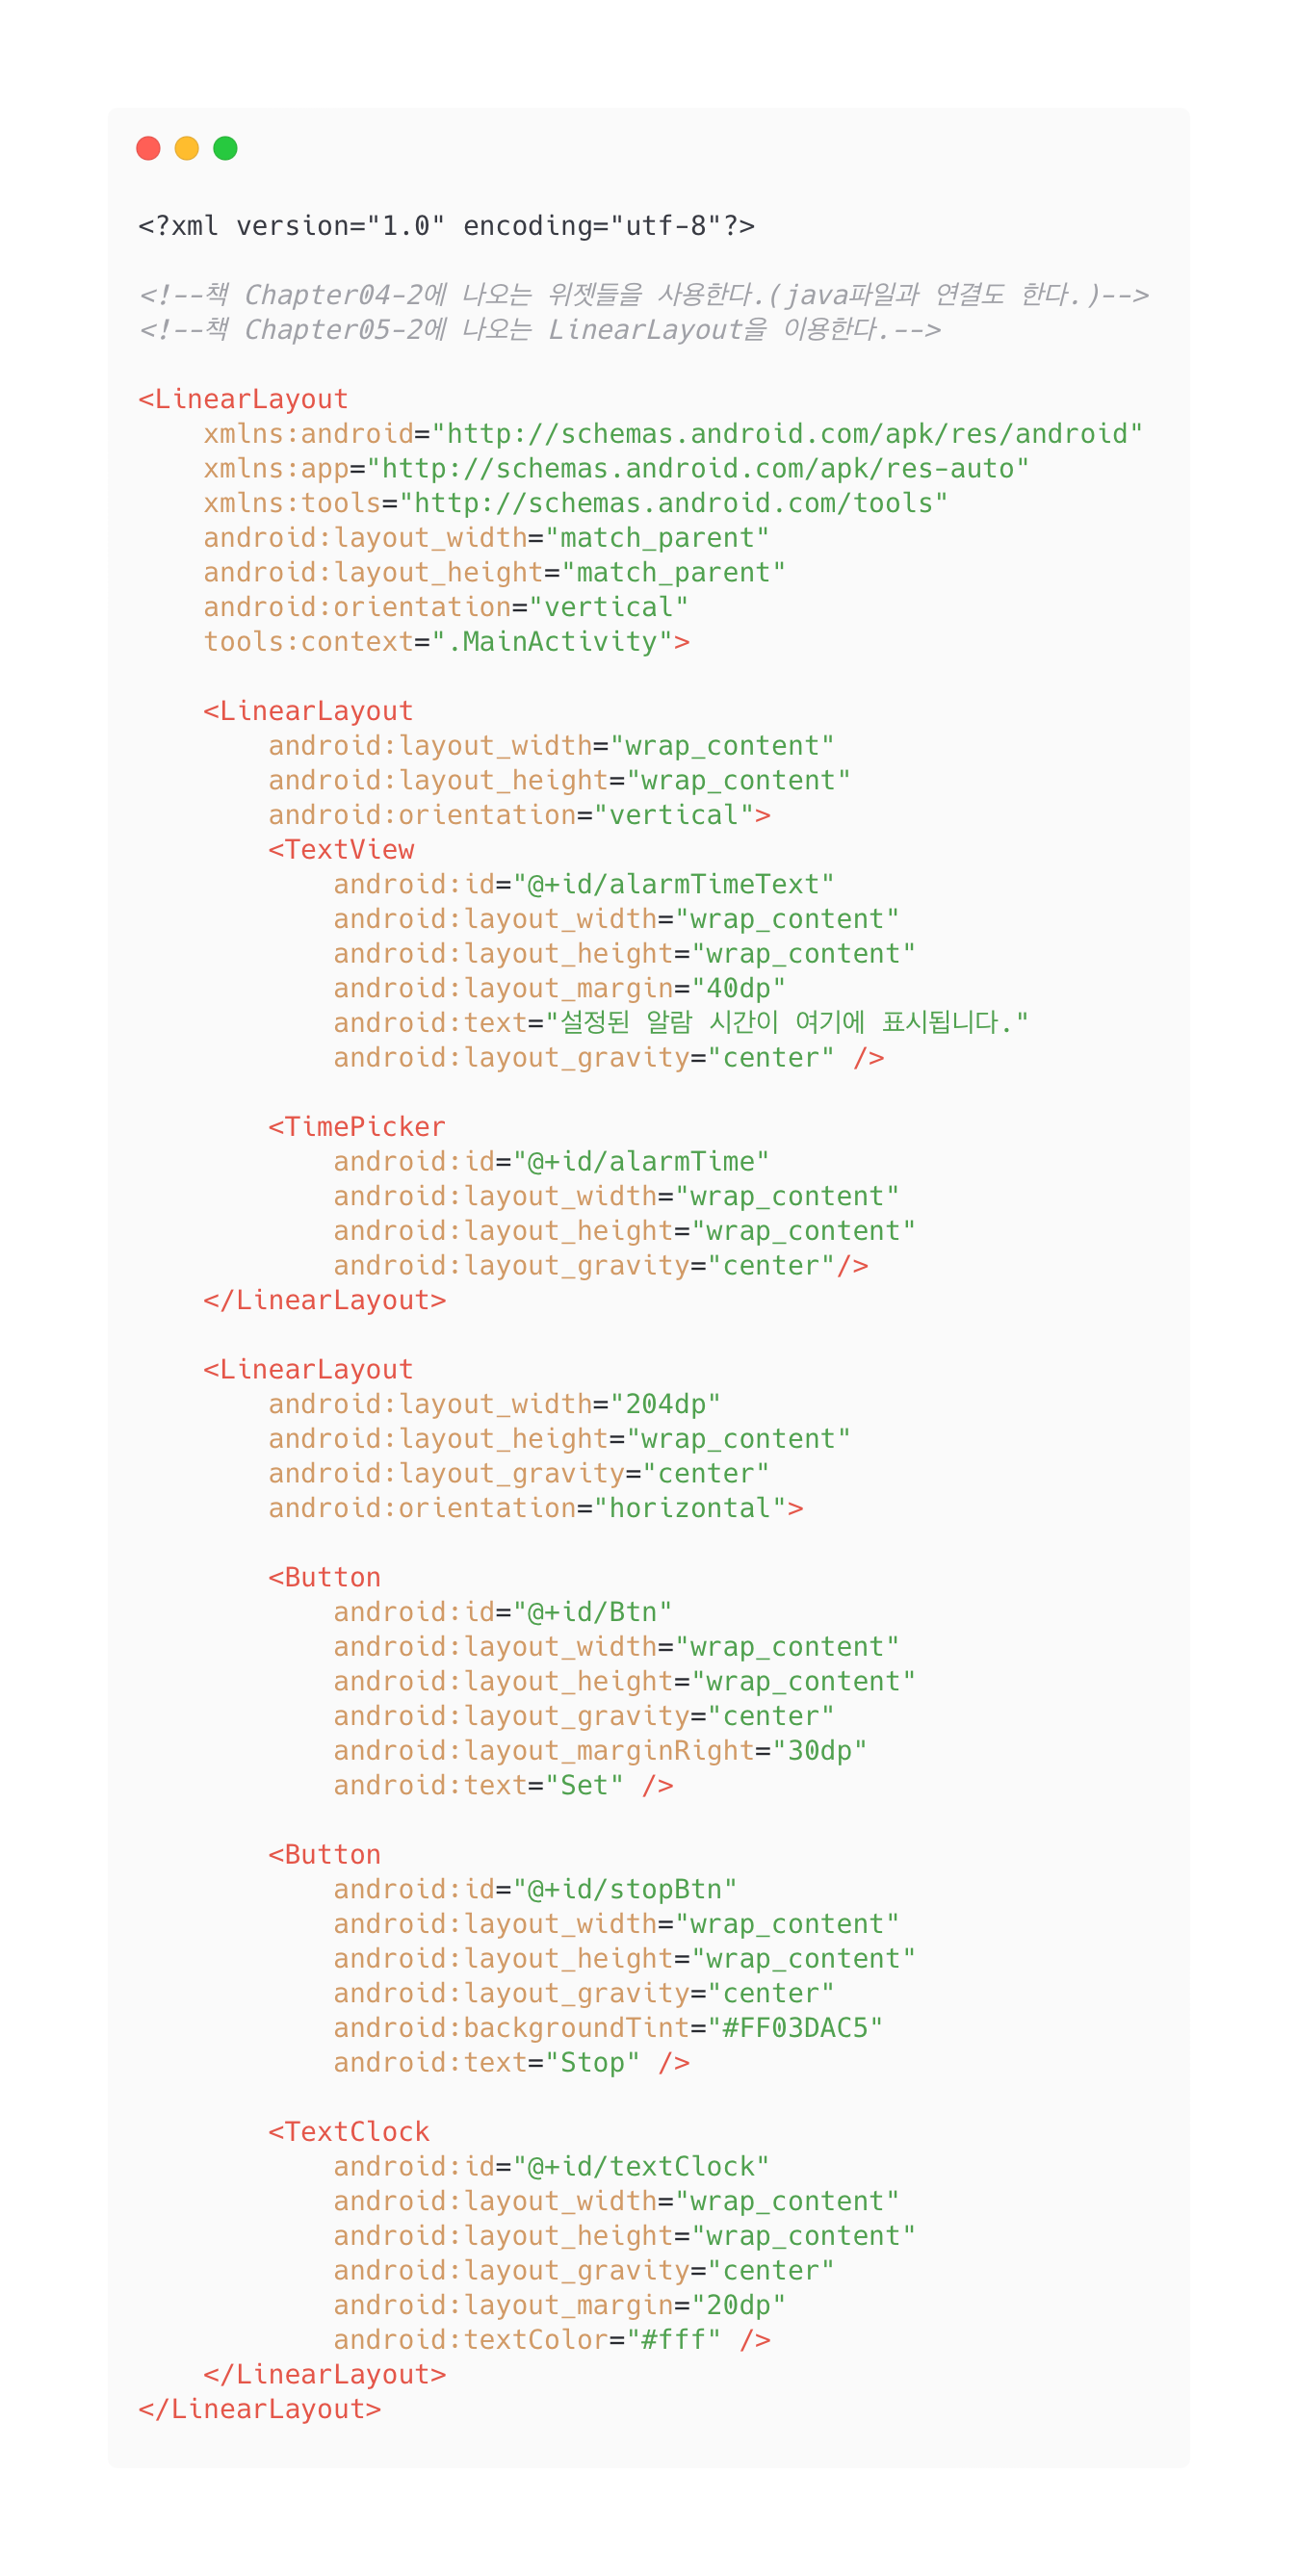 <?xml version="1.0" encoding="utf-8"?>
<!--책 Chapter04-2에 나오는 위젯들을 사용한다.(java파일과 연결도 한다.)-->
<!--책 Chapter05-2에 나오는 LinearLayout을 이용한다.-->
<LinearLayout
    xmlns:android="http://schemas.android.com/apk/res/android"
    xmlns:app="http://schemas.android.com/apk/res-auto"
    xmlns:tools="http://schemas.android.com/tools"
    android:layout_width="match_parent"
    android:layout_height="match_parent"
    android:orientation="vertical"
    tools:context=".MainActivity">
    <LinearLayout
        android:layout_width="wrap_content"
        android:layout_height="wrap_content"
        android:orientation="vertical">
        <TextView
            android:id="@+id/alarmTimeText"
            android:layout_width="wrap_content"
            android:layout_height="wrap_content"
            android:layout_margin="40dp"
            android:text="설정된 알람 시간이 여기에 표시됩니다."
            android:layout_gravity="center" />
        <TimePicker
            android:id="@+id/alarmTime"
            android:layout_width="wrap_content"
            android:layout_height="wrap_content"
            android:layout_gravity="center"/>
    </LinearLayout>
    <LinearLayout
        android:layout_width="204dp"
        android:layout_height="wrap_content"
        android:layout_gravity="center"
        android:orientation="horizontal">
        <Button
            android:id="@+id/Btn"
            android:layout_width="wrap_content"
            android:layout_height="wrap_content"
            android:layout_gravity="center"
            android:layout_marginRight="30dp"
            android:text="Set" />
        <Button
            android:id="@+id/stopBtn"
            android:layout_width="wrap_content"
            android:layout_height="wrap_content"
            android:layout_gravity="center"
            android:backgroundTint="#FF03DAC5"
            android:text="Stop" />
        <TextClock
            android:id="@+id/textClock"
            android:layout_width="wrap_content"
            android:layout_height="wrap_content"
            android:layout_gravity="center"
            android:layout_margin="20dp"
            android:textColor="#fff" />
    </LinearLayout>
</LinearLayout>